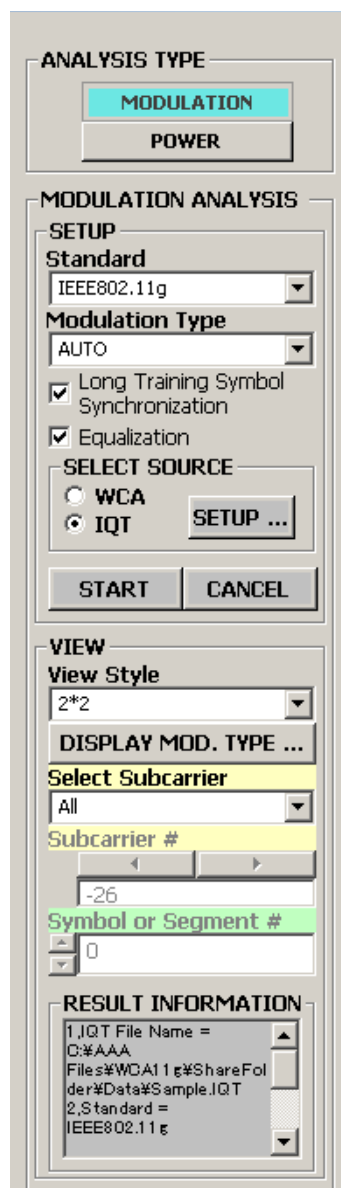 ANALYSIS TYPE
MODULATION
POWER
MODULATION ANALYSIS
SETUP
Standard
IEEE802.11g
Modulation Type
AUTO
Long Training Symbol
Synchronization
Equalization
SELECT SOURCE
WCA
IQT
SETUP ...
START CANCEL
VIEW
View Style
2*2
DISPLAY MOD. TYPE ...
Select Subcarrier
All
Subcarrier #
-26
Symbol or Segment #
0
RESULT INFORMATION
1,IQT File Name =
C:¥AAA
Files¥WCA11g¥ShareFol
der¥Data¥Sample.IQT
2,Standard =
IEEE802.11g